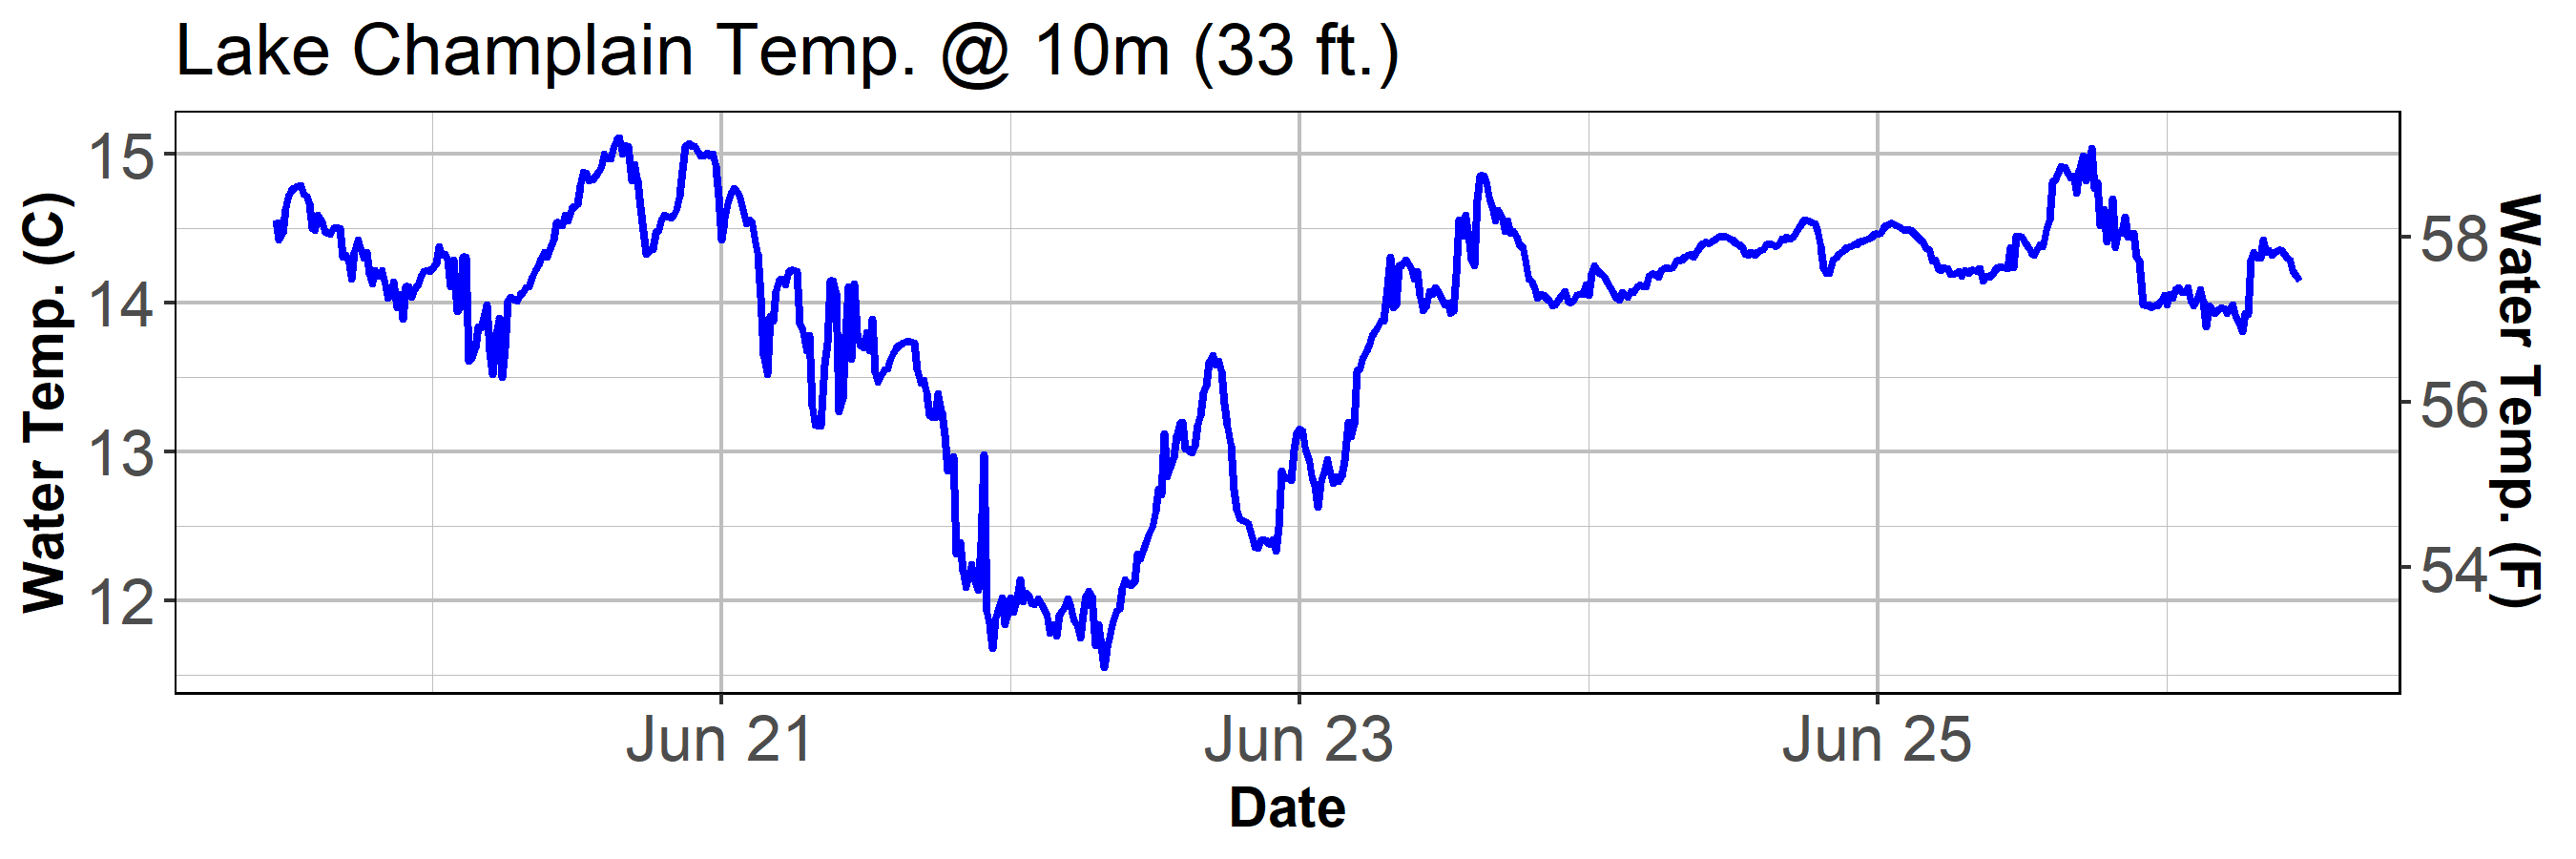 Lake Champlain Temp. @ 10m (33 ft.)
Water Temp. (C)
15
14
13
12
58
56
54
Water Temp. (F)
Jun 21
Jun 23
Jun 25
Date